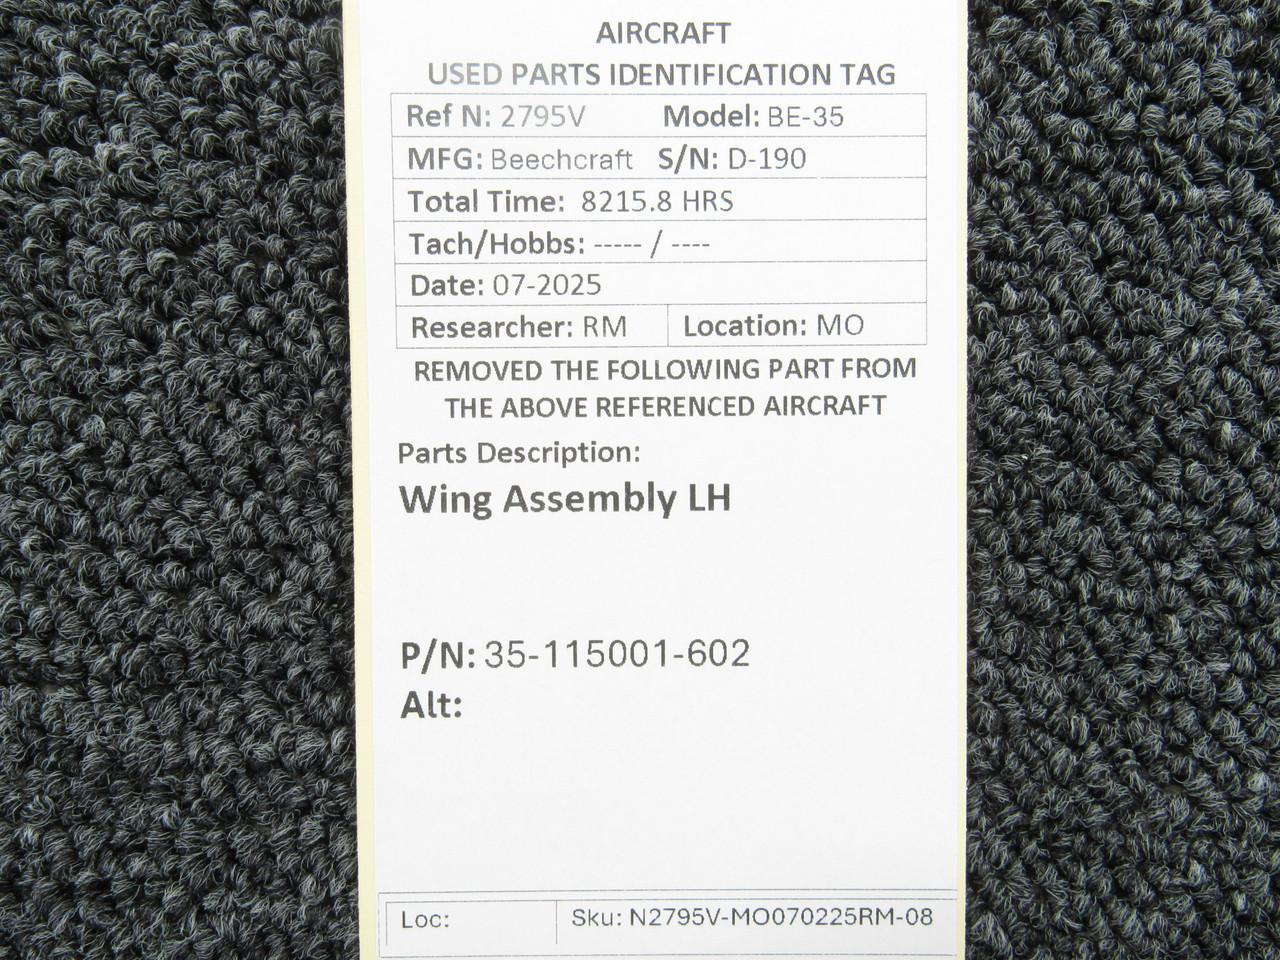 AIRCRAFT
USED PARTS IDENTIFICATION TAG
Ref N: 2795V Model: BE-35
MFG: Beechcraft S/N: D-190
Total Time: 8215.8 HRS
Tach/Hobbs: ----- / ----
Date: 07-2025
Researcher: RM Location: MO
REMOVED THE FOLLOWING PART FROM
THE ABOVE REFERENCED AIRCRAFT
Parts Description:
Wing Assembly LH
P/N: 35-115001-602
Alt:
Loc: Sku: N2795V-MO070225RM-08